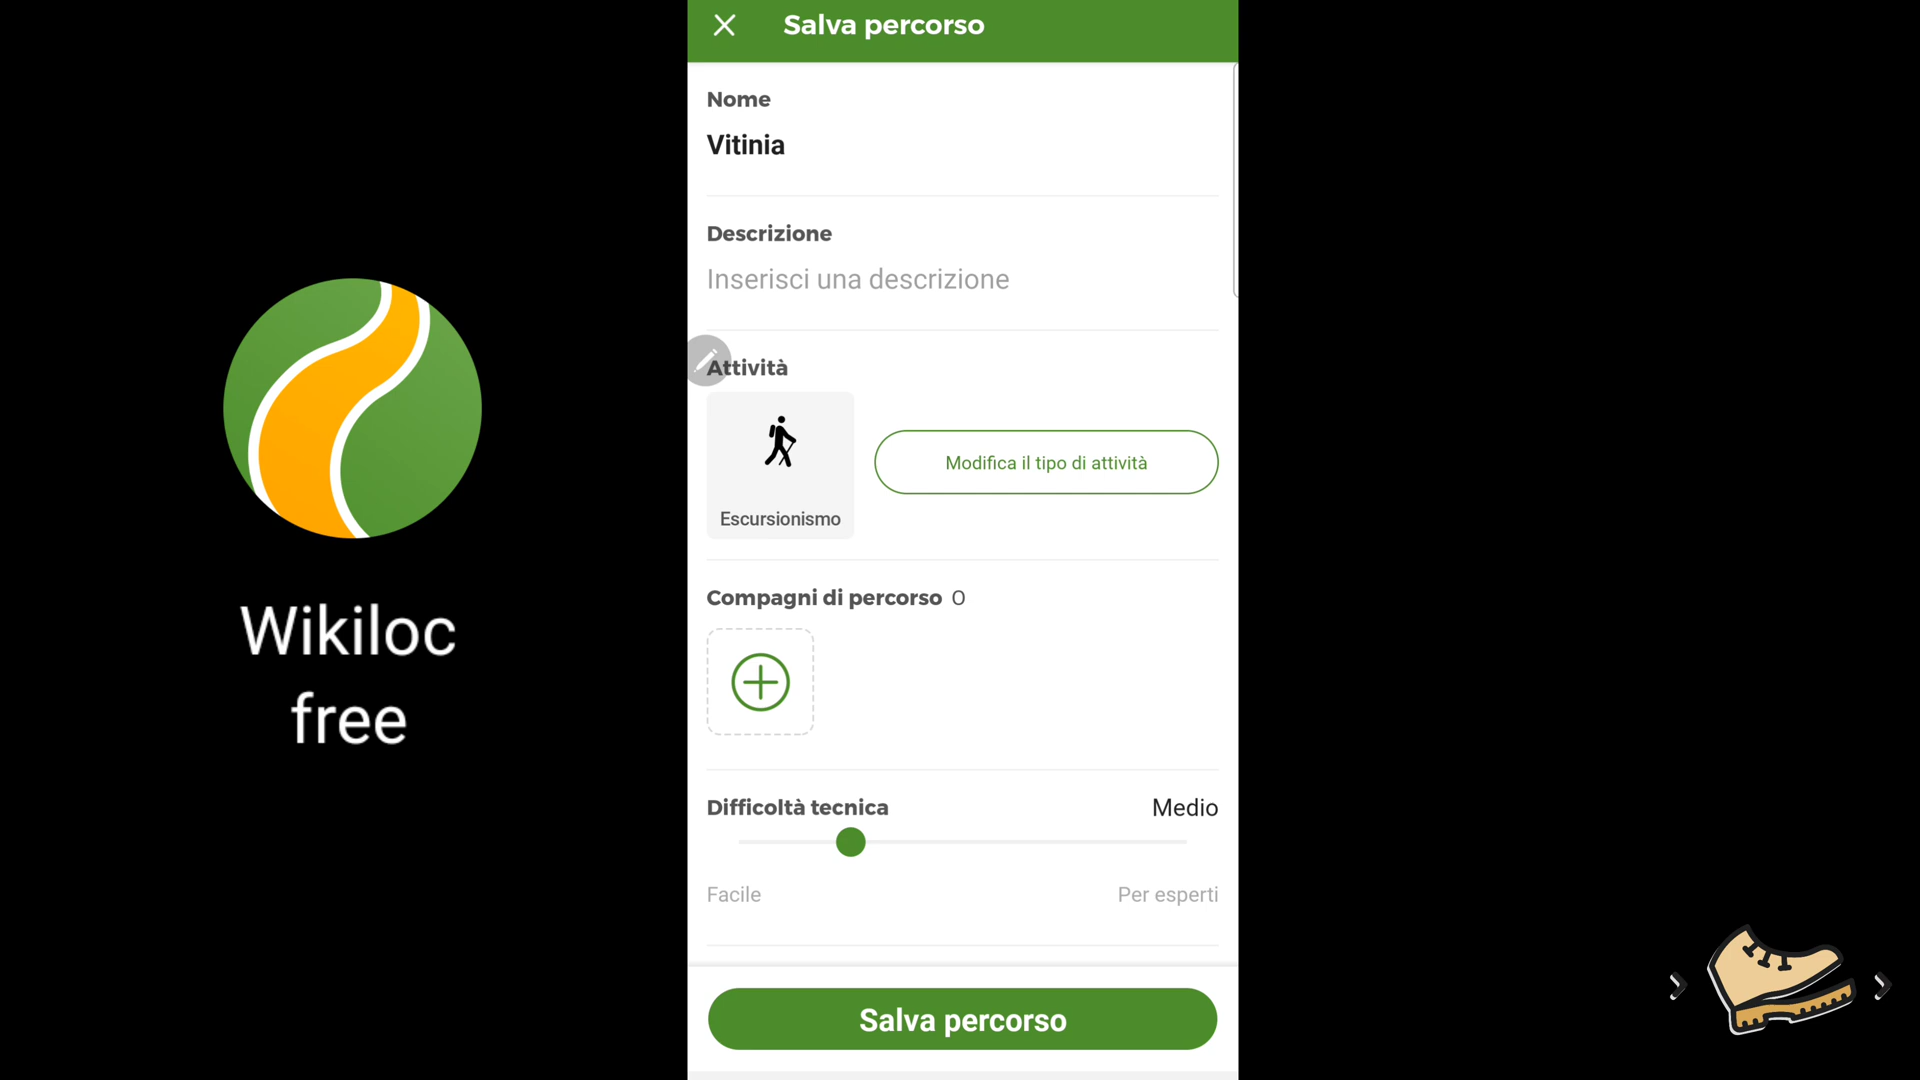 Salva percorso
Nome
Vitinia
Descrizione
Inserisci una descrizione
Attività
Modifica il tipo di attività
Escursionismo
Compagni di percorso 0
Difficoltà tecnica Medio
Facile Per esperti
Salva percorso
Wikiloc
free